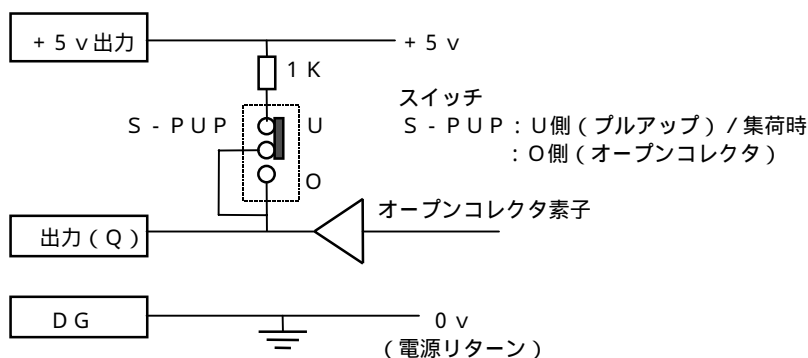 +5v出力
+5v
1K
スイッチ
S-PUP
U
S-PUP:U側(プルアップ)/集荷時
:O側(オープンコレクタ)
O
オープンコレクタ素子
出力(Q)
DG
0v
(電源リターン)